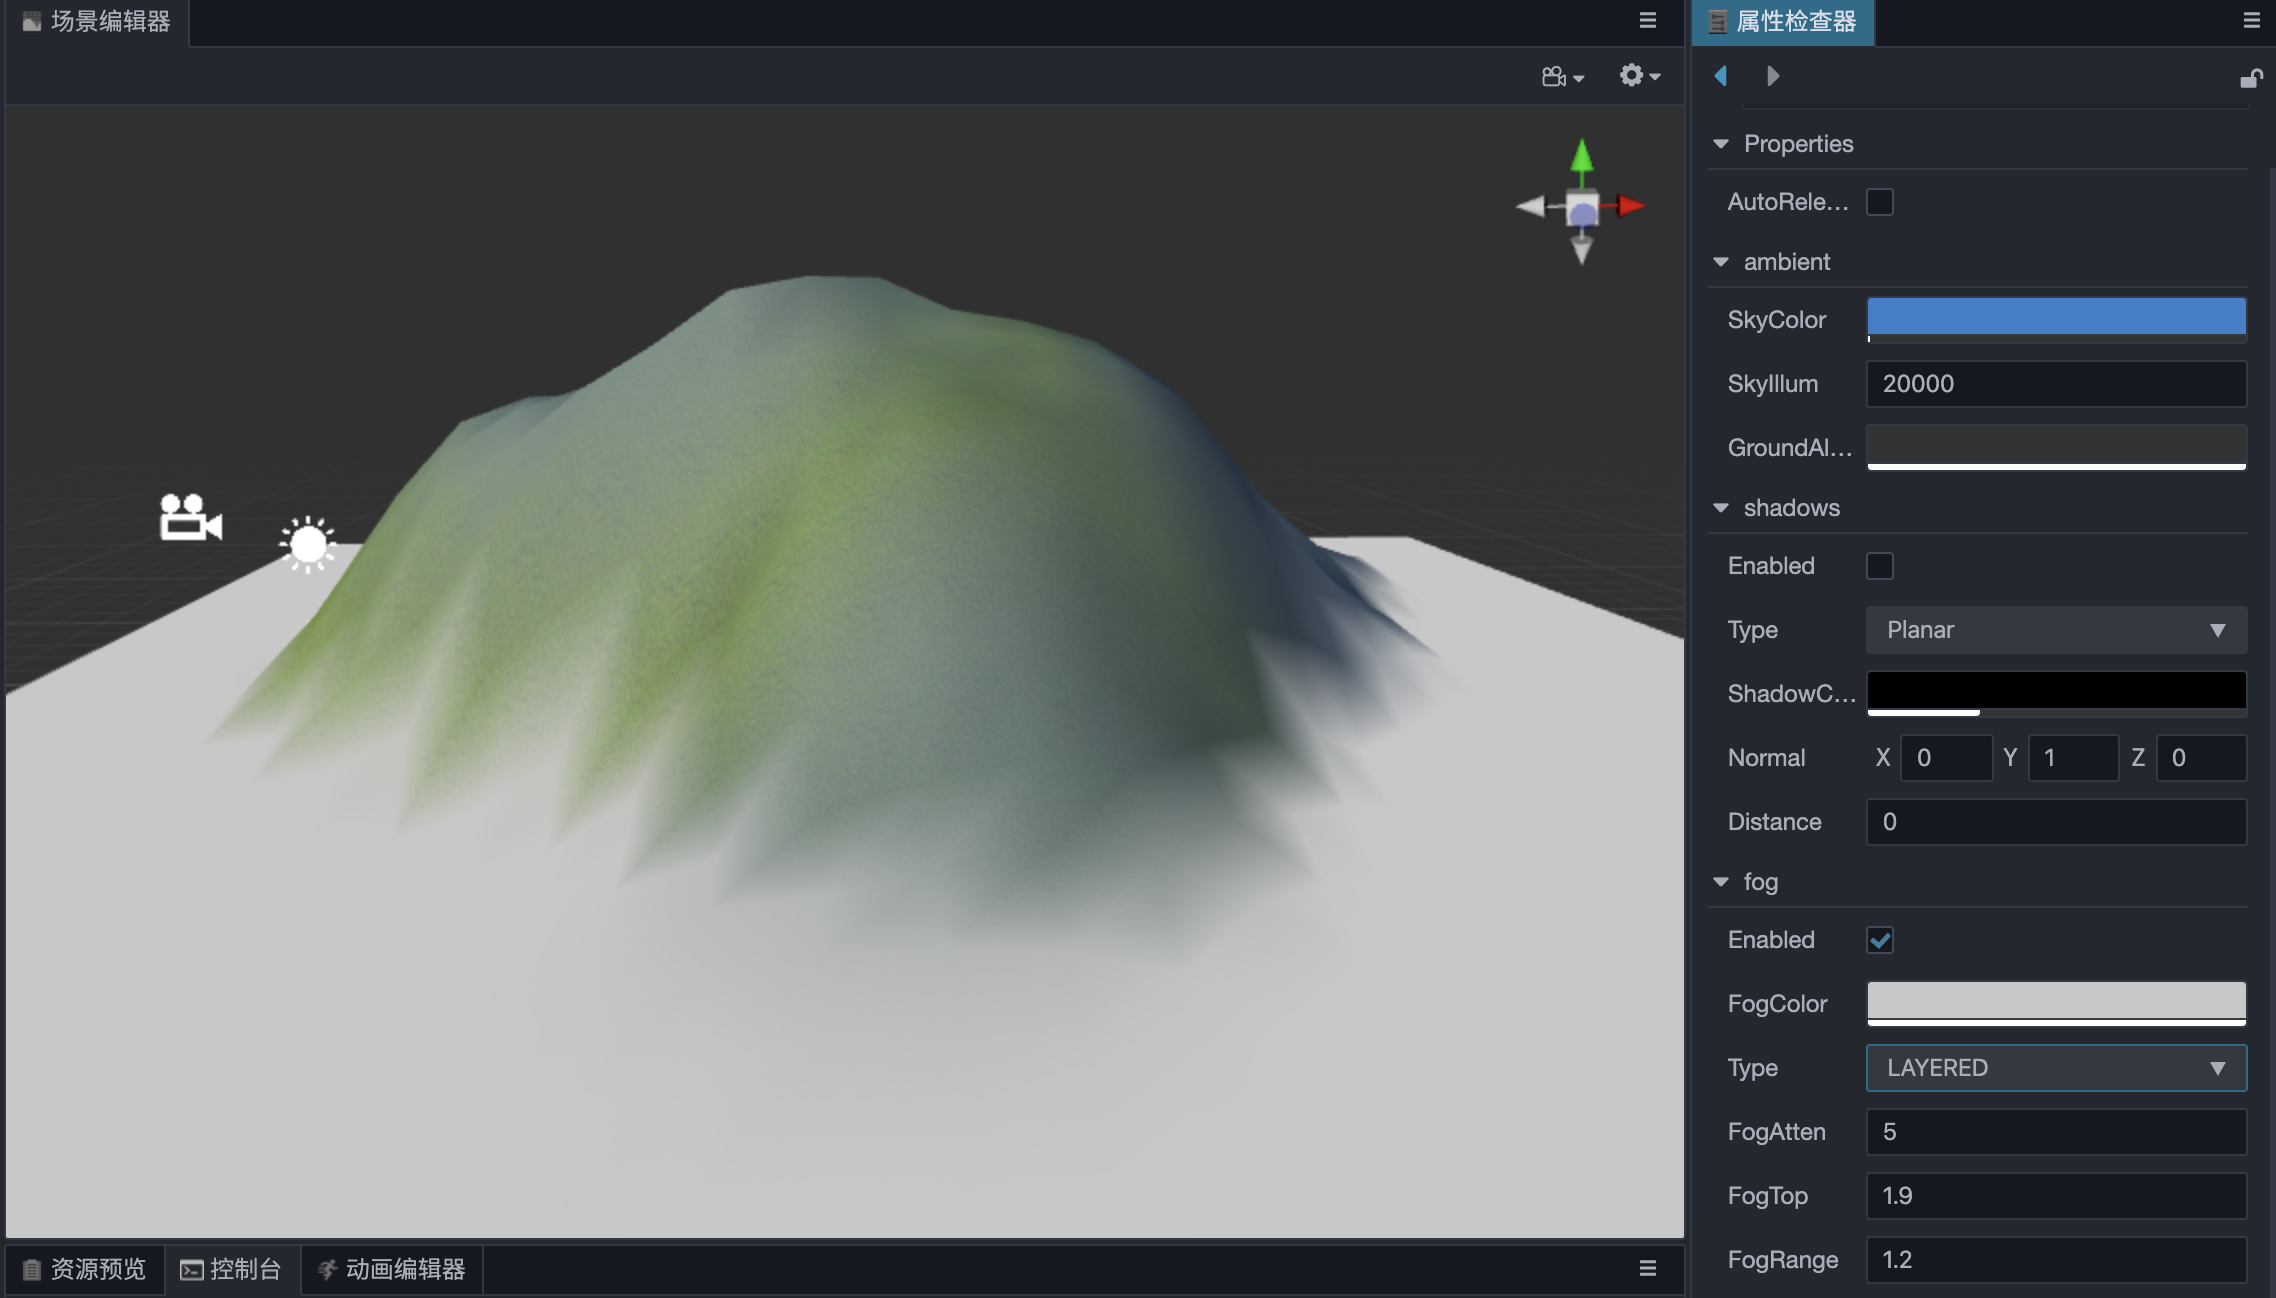 场景编辑器
属性检查器
Properties
AutoRele...
ambient
SkyColor
SkyIllum 20000
GroundAl...
shadows
Enabled
Type Planar
ShadowC...
Normal X 0 Y 1 Z 0
Distance 0
fog
Enabled
FogColor
Type LAYERED
FogAtten 5
FogTop 1.9
FogRange 1.2
资源预览 控制台 动画编辑器